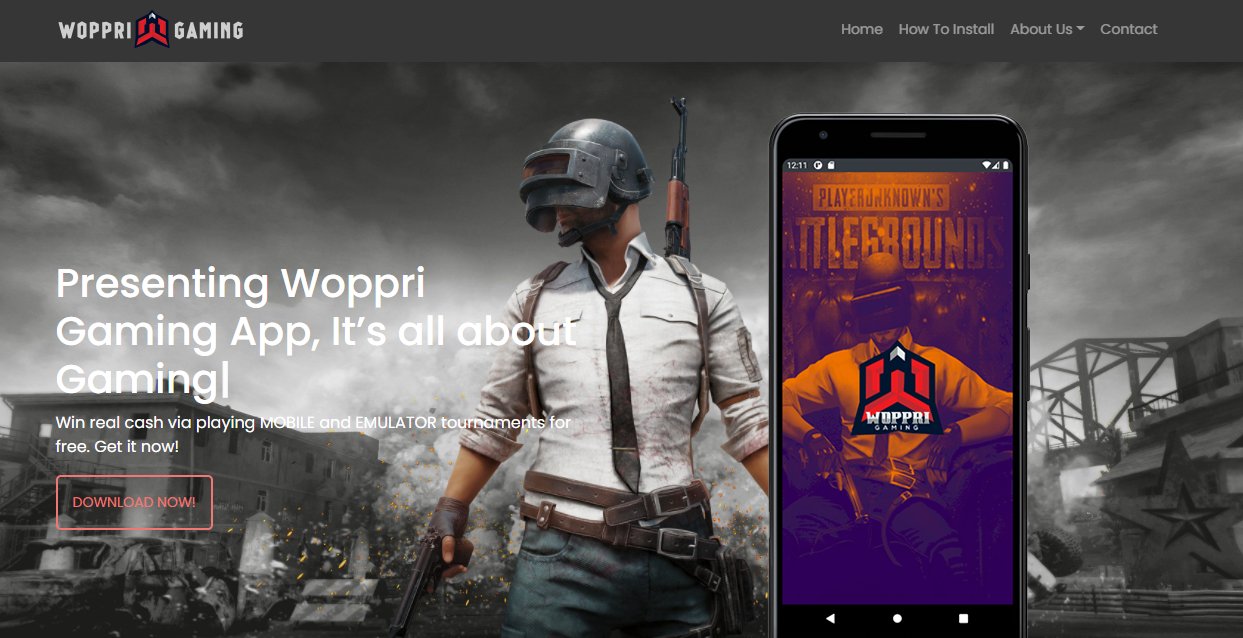 WOPPRI GAMING
Home How To Install About Us Contact
12:11
PLAYERUNKNOWN'S
TTLEGROUNDS
WOPPRI
GAMING
Presenting Woppri
Gaming App, It’s all about
Gaming|
Win real cash via playing MOBILE and EMULATOR tournaments for
free. Get it now!
DOWNLOAD NOW!